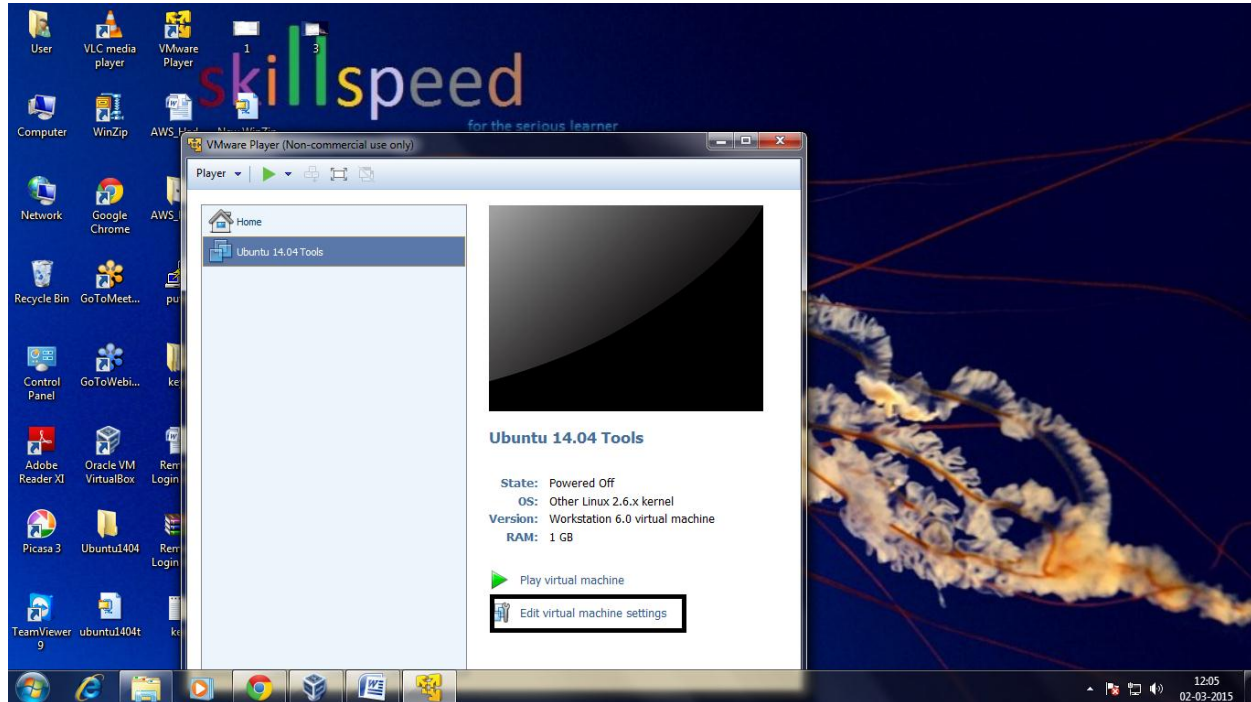 User
VLC media
player
VMware
Player
1
3
skillspeed
for the serious learner
Computer
WinZip
Network
Google
Chrome
Recycle Bin
GoToMeet...
Control
Panel
GoToWebi...
Adobe
Reader XI
Oracle VM
VirtualBox
Rem
Login
Picasa 3
Ubuntu1404
Rem
Login
TeamViewer
9
ubuntu1404t
VMware Player (Non-commercial use only)
Player
Home
Ubuntu 14.04 Tools
Ubuntu 14.04 Tools
State: Powered Off
OS: Other Linux 2.6.x kernel
Version: Workstation 6.0 virtual machine
RAM: 1 GB
Play virtual machine
Edit virtual machine settings
12:05
02-03-2015